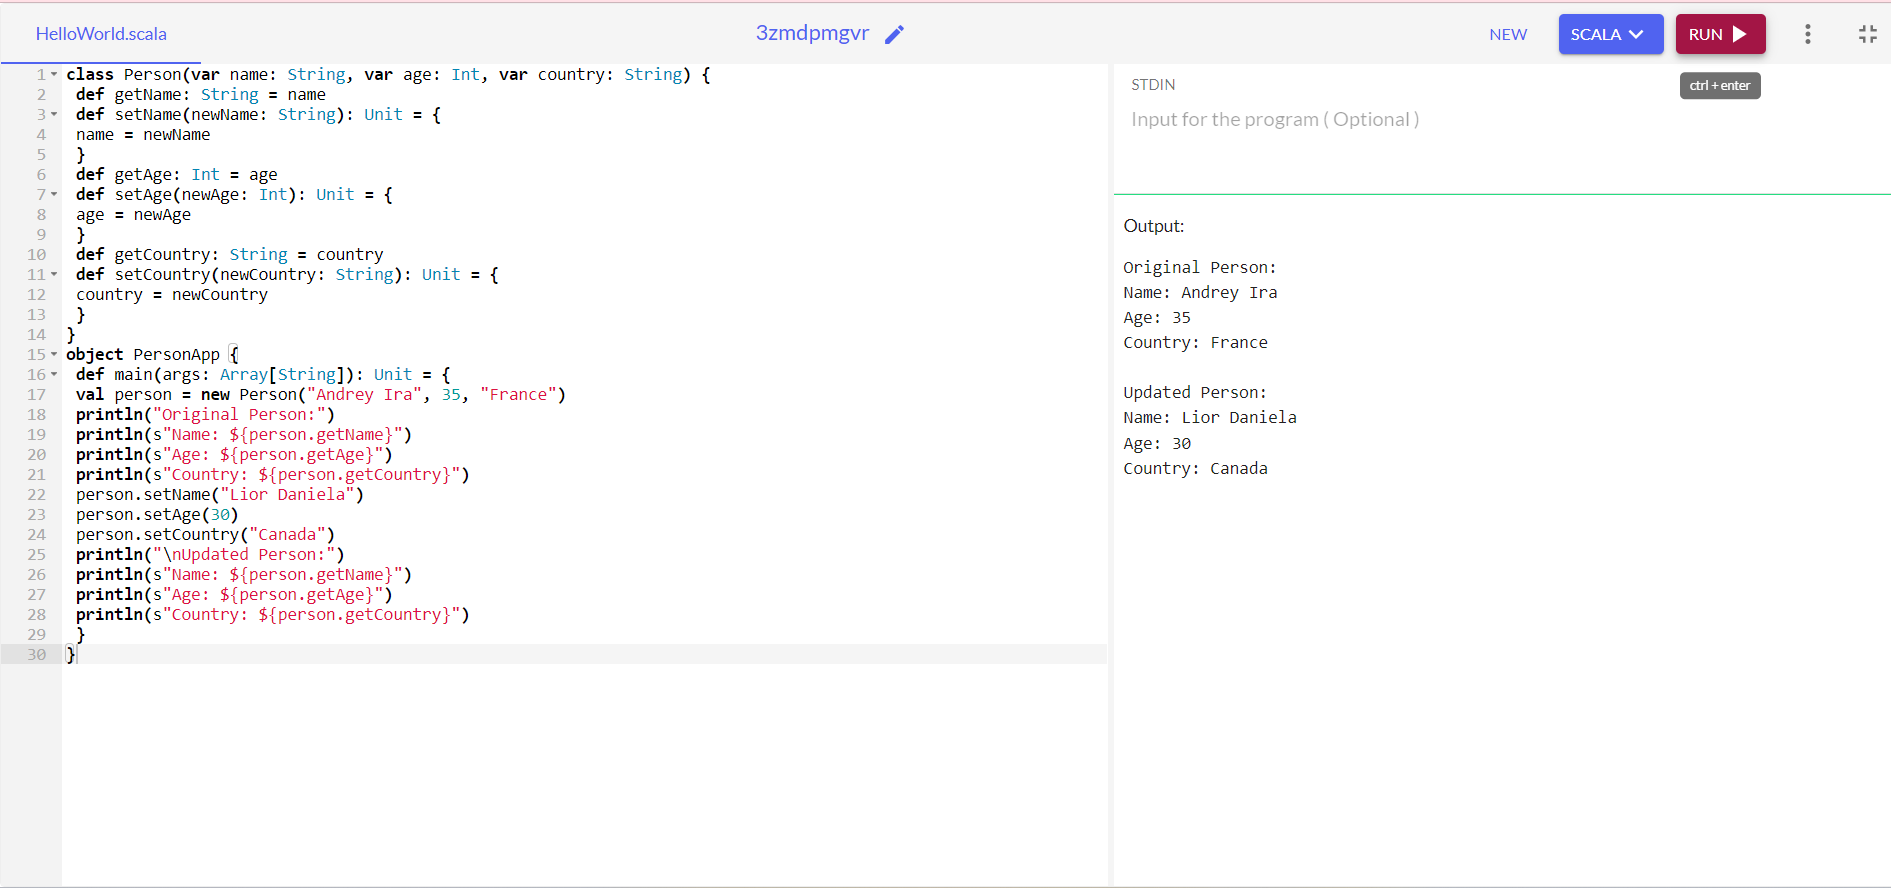 HelloWorld.scala
3zmdpmgvr
NEW
SCALA
RUN
ctrl + enter
1 class Person(var name: String, var age: Int, var country: String) {
2 def getName: String = name
3 def setName(newName: String): Unit = {
4 name = newName
5 }
6 def getAge: Int = age
7 def setAge(newAge: Int): Unit = {
8 age = newAge
9 }
10 def getCountry: String = country
11 def setCountry(newCountry: String): Unit = {
12 country = newCountry
13 }
14 }
15 object PersonApp {
16 def main(args: Array[String]): Unit = {
17 val person = new Person("Andrey Ira", 35, "France")
18 println("Original Person:")
19 println(s"Name: ${person.getName}")
20 println(s"Age: ${person.getAge}")
21 println(s"Country: ${person.getCountry}")
22 person.setName("Lior Daniela")
23 person.setAge(30)
24 person.setCountry("Canada")
25 println("\nUpdated Person:")
26 println(s"Name: ${person.getName}")
27 println(s"Age: ${person.getAge}")
28 println(s"Country: ${person.getCountry}")
29 }
30 }
STDIN
Input for the program ( Optional )
Output:
Original Person:
Name: Andrey Ira
Age: 35
Country: France
Updated Person:
Name: Lior Daniela
Age: 30
Country: Canada